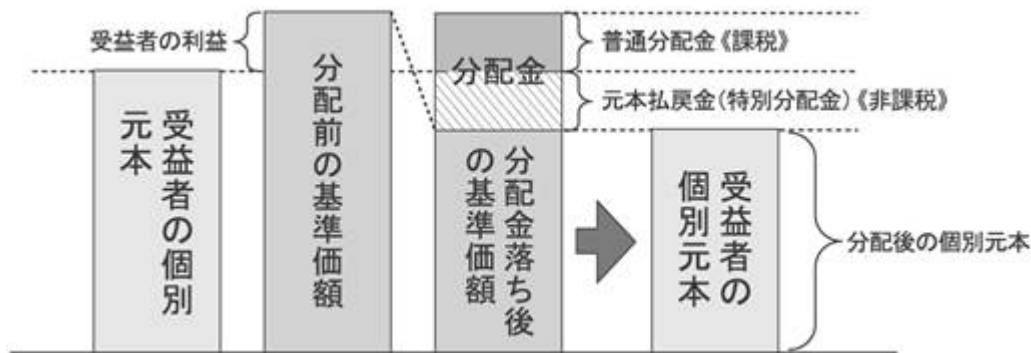 受益者の利益
受益者の個別
元本
分配前の基準価額
分配金
分配金落ち後
の基準価額
普通分配金《課税》
元本払戻金(特別分配金)《非課税》
受益者の
個別元本
分配後の個別元本